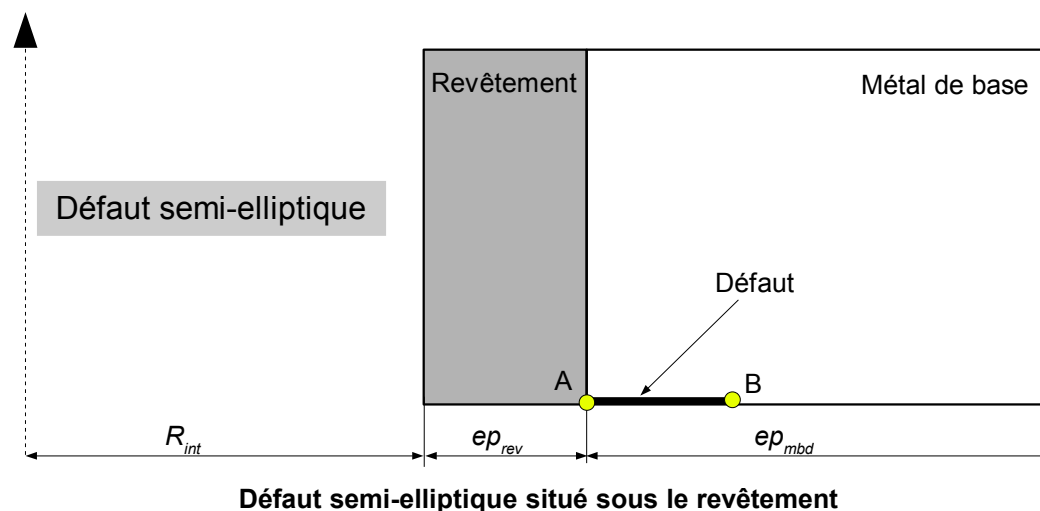 Revêtement
Métal de base
Défaut semi-elliptique
Défaut
A
B
R_int
ep_rev
ep_mbd
Défaut semi-elliptique situé sous le revêtement